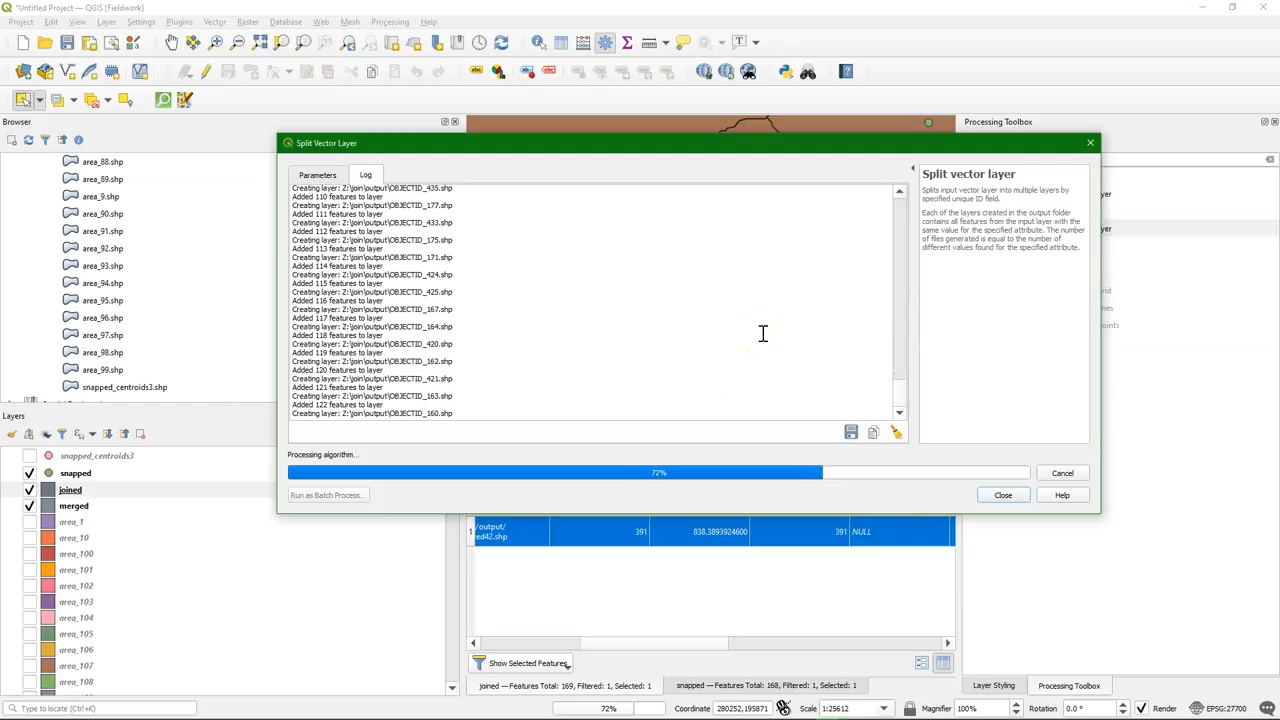 *Untitled Project — QGIS [Fieldwork]
Project Edit View Layer Settings Plugins Vector Raster Database Web Mesh Processing Help
Browser
area_88.shp
area_89.shp
area_9.shp
area_90.shp
area_91.shp
area_92.shp
area_93.shp
area_94.shp
area_95.shp
area_96.shp
area_97.shp
area_98.shp
area_99.shp
snapped_centroids3.shp
Layers
snapped_centroids3
snapped
joined
merged
area_1
area_10
area_100
area_101
area_102
area_103
area_104
area_105
area_106
area_107
area_108
Split Vector Layer
Parameters Log
Creating layer: Z:\join\output\OBJECTID_435.shp
Added 110 features to layer
Creating layer: Z:\join\output\OBJECTID_177.shp
Added 111 features to layer
Creating layer: Z:\join\output\OBJECTID_433.shp
Added 112 features to layer
Creating layer: Z:\join\output\OBJECTID_175.shp
Added 113 features to layer
Creating layer: Z:\join\output\OBJECTID_171.shp
Added 114 features to layer
Creating layer: Z:\join\output\OBJECTID_424.shp
Added 115 features to layer
Creating layer: Z:\join\output\OBJECTID_425.shp
Added 116 features to layer
Creating layer: Z:\join\output\OBJECTID_167.shp
Added 117 features to layer
Creating layer: Z:\join\output\OBJECTID_164.shp
Added 118 features to layer
Creating layer: Z:\join\output\OBJECTID_420.shp
Added 119 features to layer
Creating layer: Z:\join\output\OBJECTID_162.shp
Added 120 features to layer
Creating layer: Z:\join\output\OBJECTID_421.shp
Added 121 features to layer
Creating layer: Z:\join\output\OBJECTID_163.shp
Added 122 features to layer
Creating layer: Z:\join\output\OBJECTID_160.shp
Split vector layer
Splits input vector layer into multiple layers by
specified unique ID field.
Each of the layers created in the output folder
contains all features from the input layer with the
same value for the specified attribute. The number
of files generated is equal to the number of
different values found for the specified attribute.
Processing algorithm...
72%
Cancel
Run as Batch Process...
Close
Help
Processing Toolbox
/output/
ed42.shp
1 391 838.3893924600 391 NULL
Show Selected Features
joined — Features Total: 169, Filtered: 1, Selected: 1
snapped — Features Total: 168, Filtered: 1, Selected: 1
Layer Styling Processing Toolbox
Type to locate (Ctrl+K)
72%
Coordinate 280252,195871
Scale 1:25612
Magnifier 100%
Rotation 0.0 °
Render
EPSG:27700